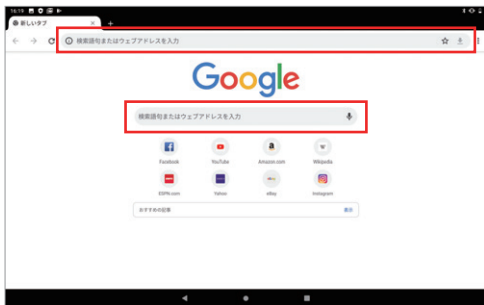 16:19
新しいタブ
検索語句またはウェブアドレスを入力
Google
検索語句またはウェブアドレスを入力
Facebook YouTube Amazon.com Wikipedia
ESPN.com Yahoo eBay Instagram
おすすめの記事 表示